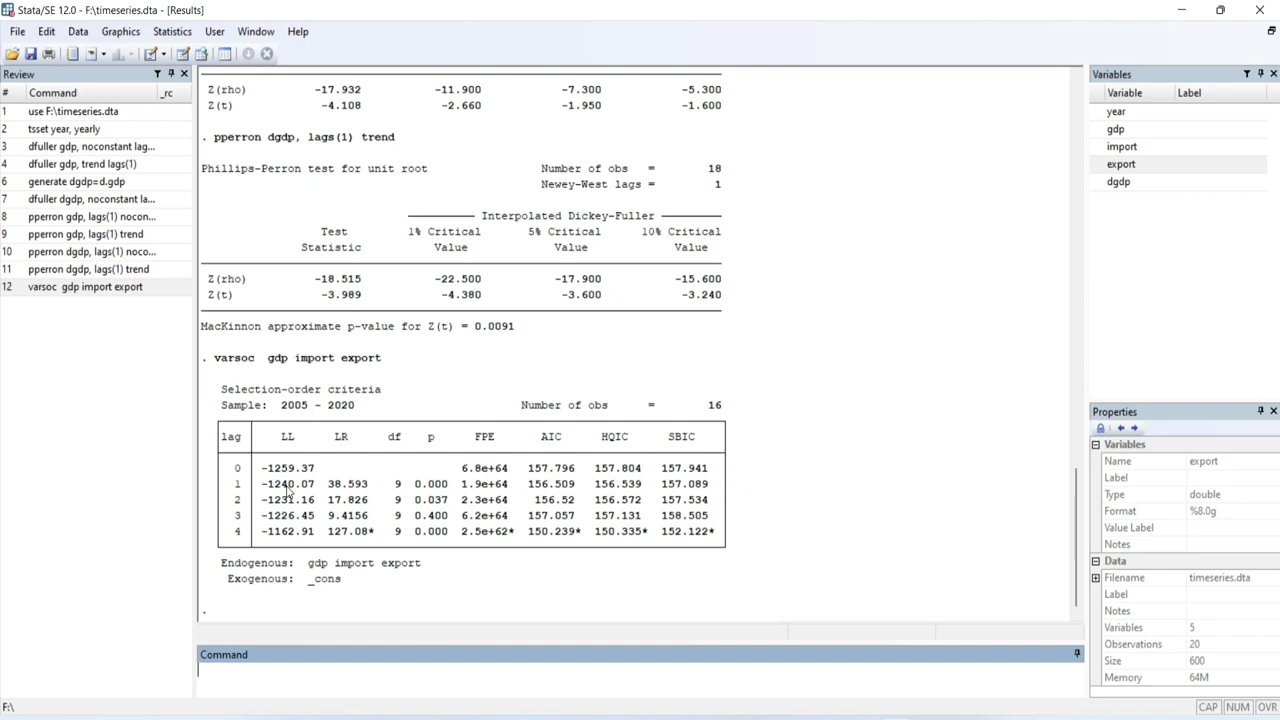 Stata/SE 12.0 - F:\timeseries.dta - [Results]
File Edit Data Graphics Statistics User Window Help
Review
# Command _rc
1 use F:\timeseries.dta
2 tsset year, yearly
3 dfuller gdp, noconstant lag...
4 dfuller gdp, trend lags(1)
6 generate dgdp=d.gdp
7 dfuller dgdp, noconstant la...
8 pperron gdp, lags(1) nocon...
9 pperron gdp, lags(1) trend
10 pperron dgdp, lags(1) noco...
11 pperron dgdp, lags(1) trend
12 varsoc gdp import export
Z(rho) -17.932 -11.900 -7.300 -5.300
Z(t) -4.108 -2.660 -1.950 -1.600
. pperron dgdp, lags(1) trend
Phillips-Perron test for unit root Number of obs = 18
Newey-West lags = 1
Interpolated Dickey-Fuller
Test 1% Critical 5% Critical 10% Critical
Statistic Value Value Value
Z(rho) -18.515 -22.500 -17.900 -15.600
Z(t) -3.989 -4.380 -3.600 -3.240
MacKinnon approximate p-value for Z(t) = 0.0091
. varsoc gdp import export
Selection-order criteria
Sample: 2005 - 2020 Number of obs = 16
lag LL LR df p FPE AIC HQIC SBIC
0 -1259.37 6.8e+64 157.796 157.804 157.941
1 -1240.07 38.593 9 0.000 1.9e+64 156.509 156.539 157.089
2 -1231.16 17.826 9 0.037 2.3e+64 156.52 156.572 157.534
3 -1226.45 9.4156 9 0.400 6.2e+64 157.057 157.131 158.505
4 -1162.91 127.08* 9 0.000 2.5e+62* 150.239* 150.335* 152.122*
Endogenous: gdp import export
Exogenous: _cons
.
Command
Variables
Variable Label
year
gdp
import
export
dgdp
Properties
Variables
Name export
Label
Type double
Format %8.0g
Value Label
Notes
Data
Filename timeseries.dta
Label
Notes
Variables 5
Observations 20
Size 600
Memory 64M
F:\
CAP NUM OVR